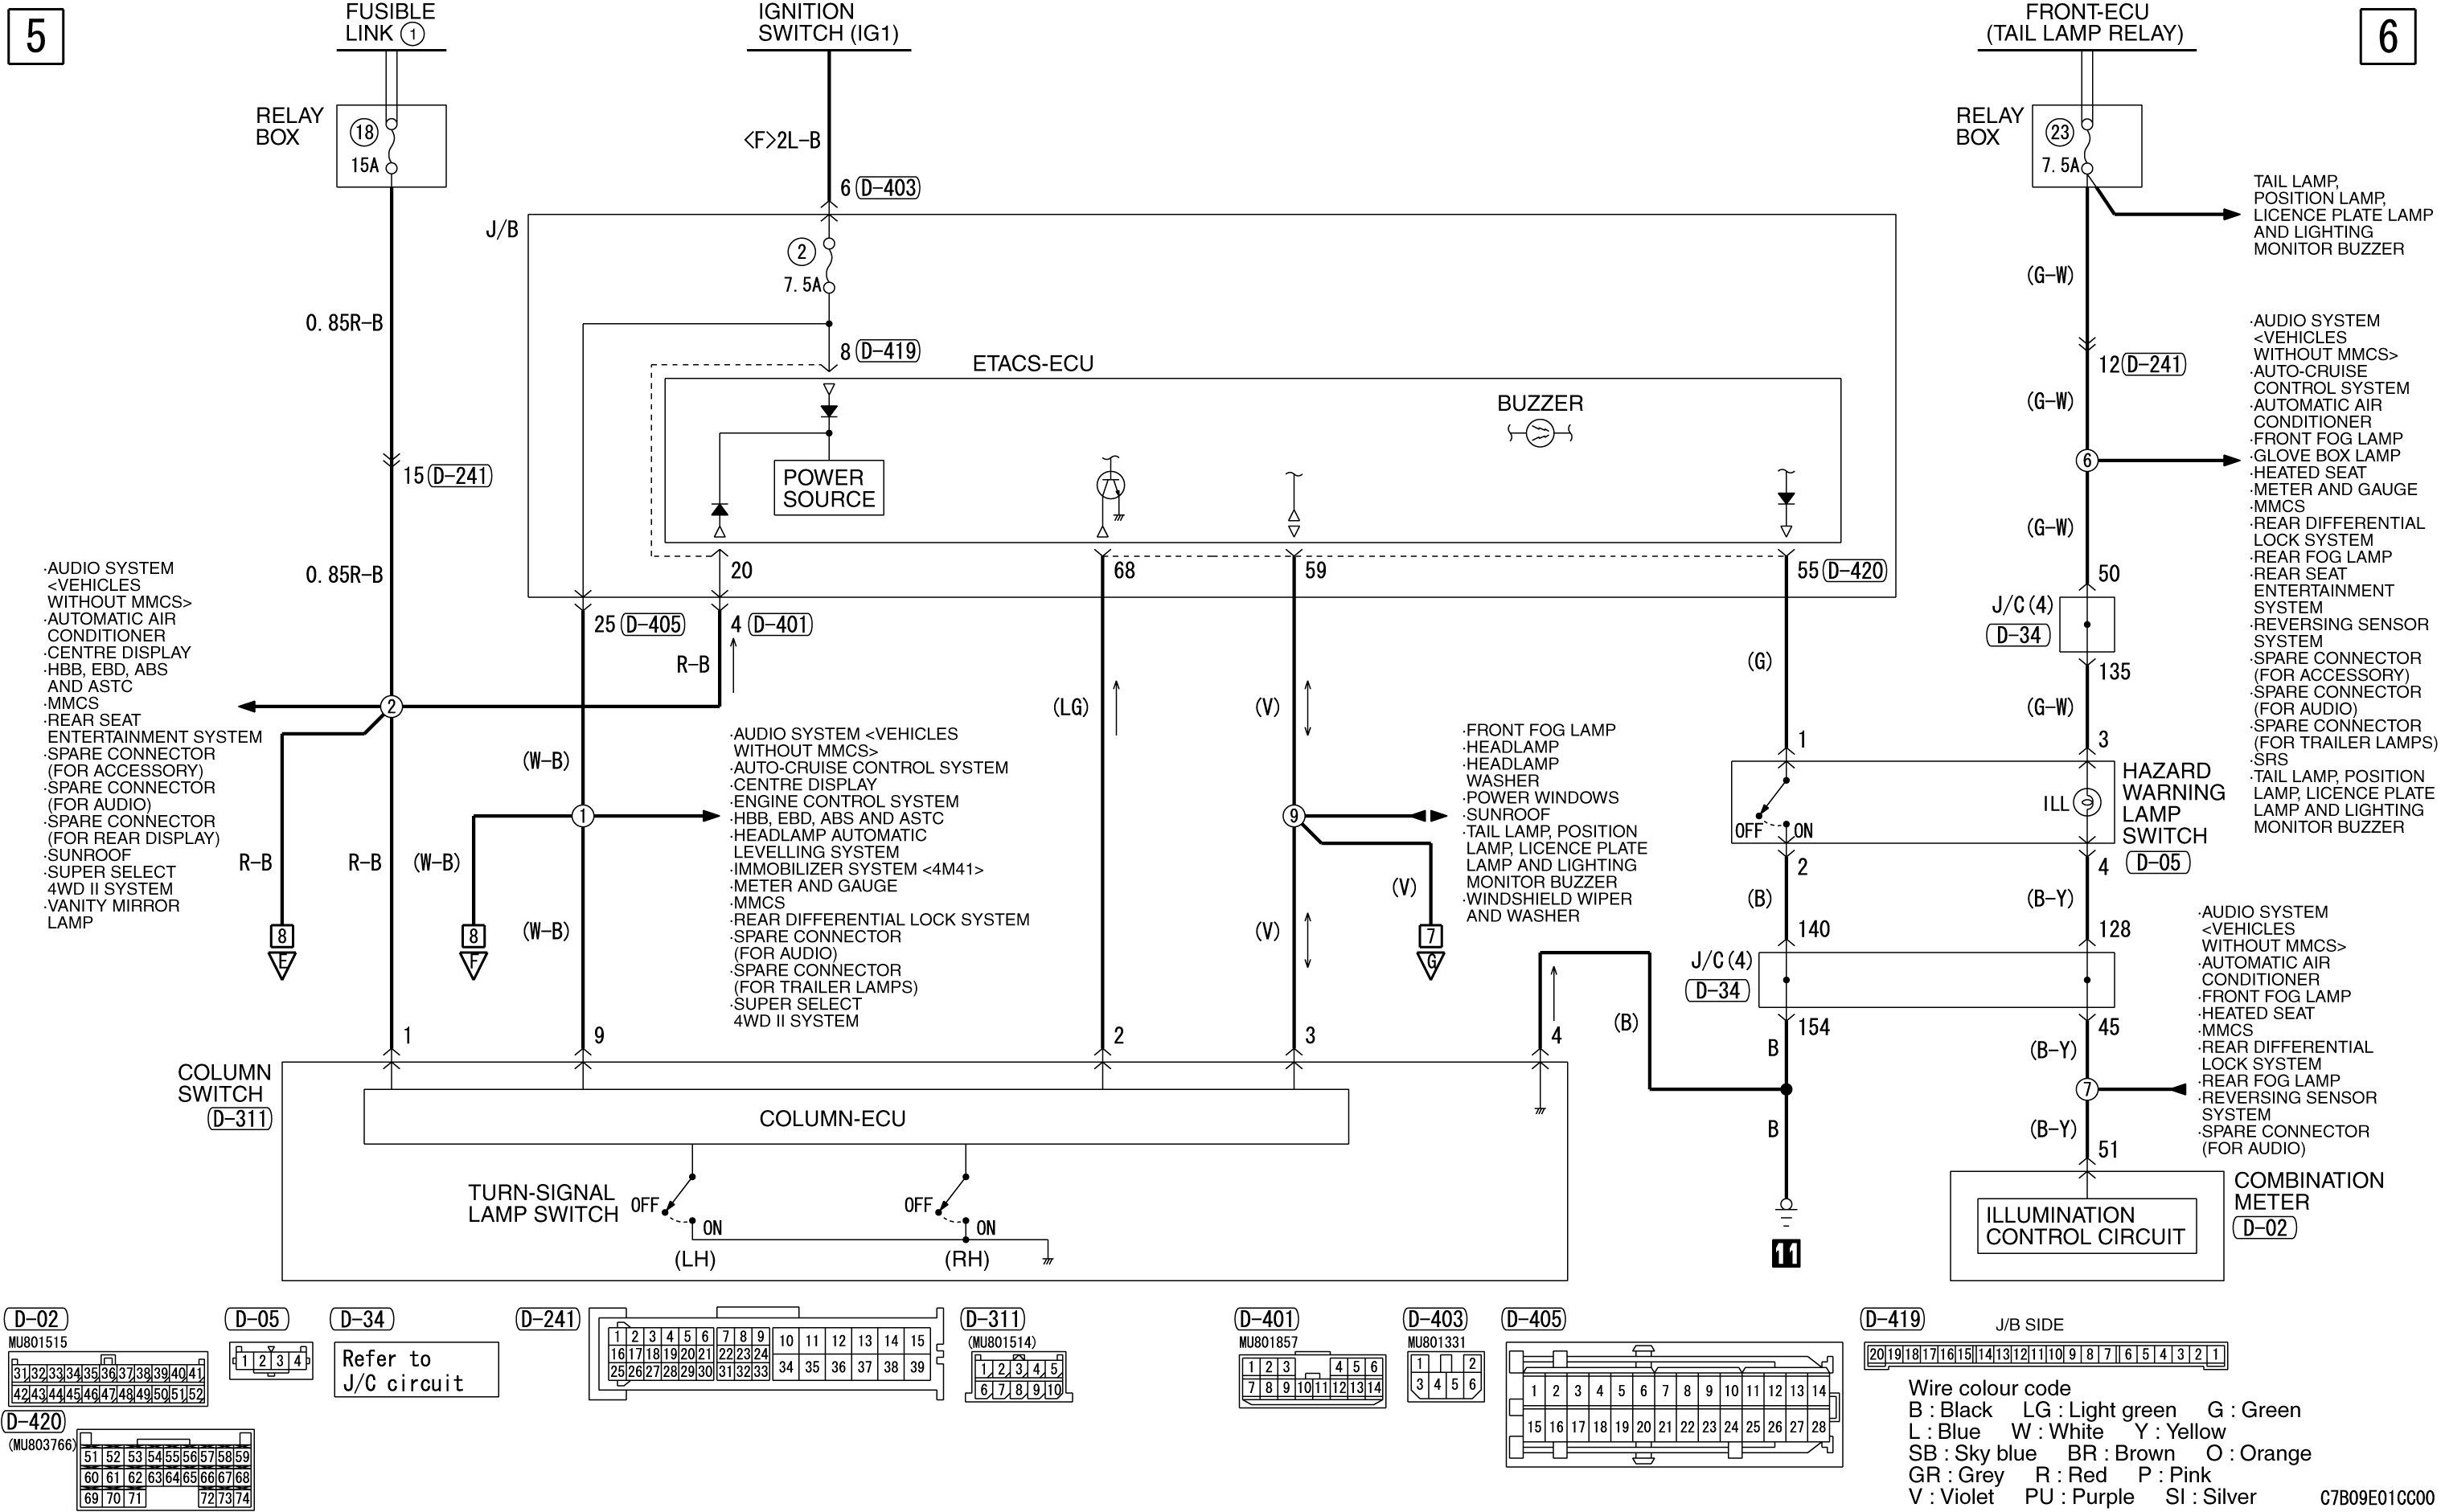 5
FUSIBLE
LINK 1
IGNITION
SWITCH (IG1)
FRONT-ECU
(TAIL LAMP RELAY)
6
RELAY
BOX
18
15A
<F>2L-B
6 D-403
RELAY
BOX
23
7.5A
TAIL LAMP,
POSITION LAMP,
LICENCE PLATE LAMP
AND LIGHTING
MONITOR BUZZER
J/B
2
7.5A
(G-W)
0.85R-B
8 D-419
ETACS-ECU
12 D-241
(G-W)
BUZZER
6
·AUDIO SYSTEM
<VEHICLES
WITHOUT MMCS>
·AUTO-CRUISE
CONTROL SYSTEM
·AUTOMATIC AIR
CONDITIONER
·FRONT FOG LAMP
·GLOVE BOX LAMP
·HEATED SEAT
·METER AND GAUGE
·MMCS
·REAR DIFFERENTIAL
LOCK SYSTEM
·REAR FOG LAMP
·REAR SEAT
ENTERTAINMENT
SYSTEM
·REVERSING SENSOR
SYSTEM
·SPARE CONNECTOR
(FOR ACCESSORY)
·SPARE CONNECTOR
(FOR AUDIO)
·SPARE CONNECTOR
(FOR TRAILER LAMPS)
·SRS
·TAIL LAMP, POSITION
LAMP, LICENCE PLATE
LAMP AND LIGHTING
MONITOR BUZZER
15 D-241
POWER
SOURCE
(G-W)
0.85R-B
20
68
59
55 D-420
50
J/C(4)
D-34
135
25 D-405
4 D-401
R-B
(G)
(G-W)
·AUDIO SYSTEM
<VEHICLES
WITHOUT MMCS>
·AUTOMATIC AIR
CONDITIONER
·CENTRE DISPLAY
·HBB, EBD, ABS
AND ASTC
·MMCS
·REAR SEAT
ENTERTAINMENT SYSTEM
·SPARE CONNECTOR
(FOR ACCESSORY)
·SPARE CONNECTOR
(FOR AUDIO)
·SPARE CONNECTOR
(FOR REAR DISPLAY)
·SUNROOF
·SUPER SELECT
4WD II SYSTEM
·VANITY MIRROR
LAMP
2
(LG)
(V)
(W-B)
1
·AUDIO SYSTEM <VEHICLES
WITHOUT MMCS>
·AUTO-CRUISE CONTROL SYSTEM
·CENTRE DISPLAY
·ENGINE CONTROL SYSTEM
·HBB, EBD, ABS AND ASTC
·HEADLAMP AUTOMATIC
LEVELLING SYSTEM
·IMMOBILIZER SYSTEM <4M41>
·METER AND GAUGE
·MMCS
·REAR DIFFERENTIAL LOCK SYSTEM
·SPARE CONNECTOR
(FOR AUDIO)
·SPARE CONNECTOR
(FOR TRAILER LAMPS)
·SUPER SELECT
4WD II SYSTEM
9
·FRONT FOG LAMP
·HEADLAMP
·HEADLAMP
WASHER
·POWER WINDOWS
·SUNROOF
·TAIL LAMP, POSITION
LAMP, LICENCE PLATE
LAMP AND LIGHTING
MONITOR BUZZER
·WINDSHIELD WIPER
AND WASHER
1
3
HAZARD
WARNING
LAMP
SWITCH
D-05
ILL
OFF ON
2
4
R-B
R-B
(W-B)
(W-B)
(V)
(V)
(B)
(B-Y)
8
E
8
F
7
G
140
128
J/C(4)
D-34
154
45
·AUDIO SYSTEM
<VEHICLES
WITHOUT MMCS>
·AUTOMATIC AIR
CONDITIONER
·FRONT FOG LAMP
·HEATED SEAT
·MMCS
·REAR DIFFERENTIAL
LOCK SYSTEM
·REAR FOG LAMP
·REVERSING SENSOR
SYSTEM
·SPARE CONNECTOR
(FOR AUDIO)
1
9
2
3
4
(B)
B
(B-Y)
7
COLUMN
SWITCH
D-311
COLUMN-ECU
B
(B-Y)
51
TURN-SIGNAL
LAMP SWITCH
OFF
ON
(LH)
OFF
ON
(RH)
11
COMBINATION
METER
D-02
ILLUMINATION
CONTROL CIRCUIT
D-02
MU801515
31 32 33 34 35 36 37 38 39 40 41
42 43 44 45 46 47 48 49 50 51 52
D-05
1 2 3 4
D-34
Refer to
J/C circuit
D-241
1 2 3 4 5 6 7 8 9 10 11 12 13 14 15
16 17 18 19 20 21 22 23 24
25 26 27 28 29 30 31 32 33 34 35 36 37 38 39
D-311
(MU801514)
1 2 3 4 5
6 7 8 9 10
D-401
MU801857
1 2 3 4 5 6
7 8 9 10 11 12 13 14
D-403
MU801331
1 2
3 4 5 6
D-405
1 2 3 4 5 6 7 8 9 10 11 12 13 14
15 16 17 18 19 20 21 22 23 24 25 26 27 28
D-419
J/B SIDE
20 19 18 17 16 15 14 13 12 11 10 9 8 7 6 5 4 3 2 1
D-420
(MU803766)
51 52 53 54 55 56 57 58 59
60 61 62 63 64 65 66 67 68
69 70 71 72 73 74
Wire colour code
B : Black LG : Light green G : Green
L : Blue W : White Y : Yellow
SB : Sky blue BR : Brown O : Orange
GR : Grey R : Red P : Pink
V : Violet PU : Purple SI : Silver
C7B09E01CC00